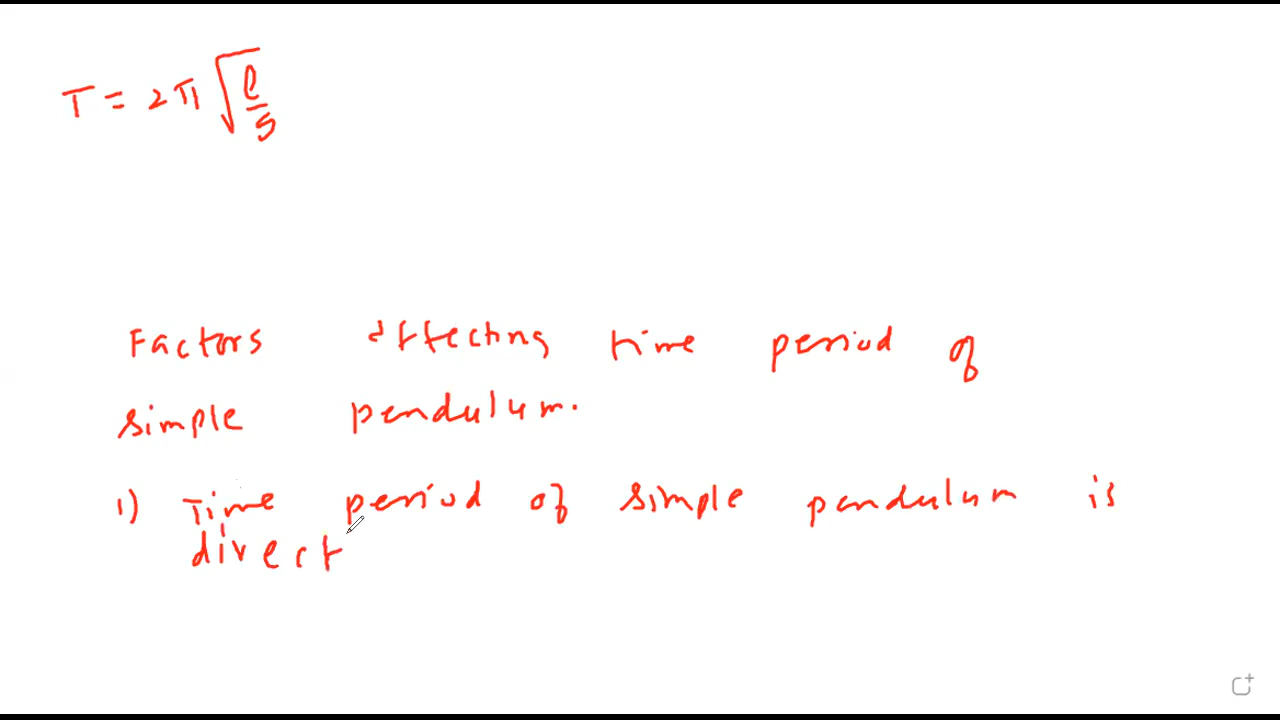 T = 2π √(l/g)
Factors affecting time period of
simple pendulum.
1) Time period of simple pendulum is
direct